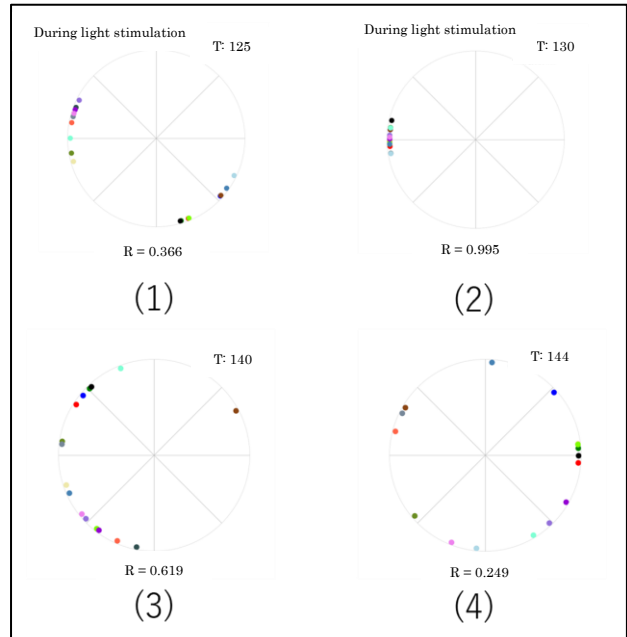 During light stimulation
T: 125
R = 0.366
(1)
During light stimulation
T: 130
R = 0.995
(2)
T: 140
R = 0.619
(3)
T: 144
R = 0.249
(4)